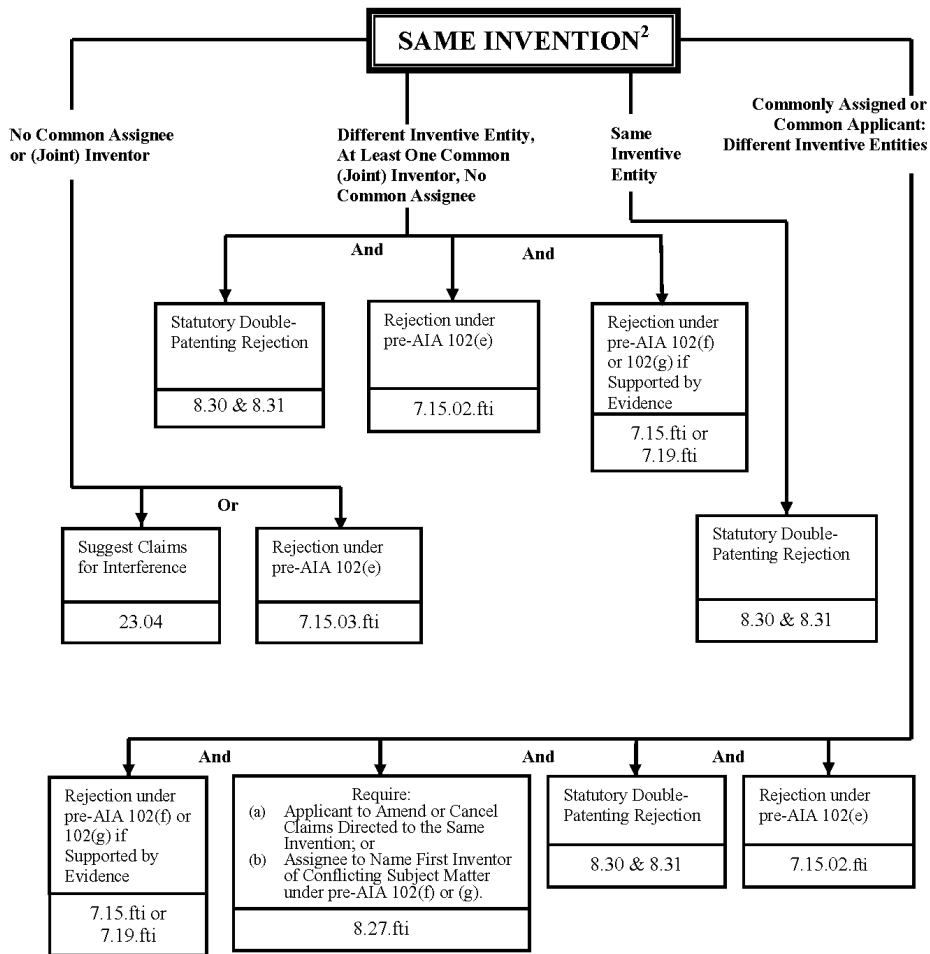 SAME INVENTION²
No Common Assignee
or (Joint) Inventor
Different Inventive Entity,
At Least One Common
(Joint) Inventor, No
Common Assignee
Same
Inventive
Entity
Commonly Assigned or
Common Applicant:
Different Inventive Entities
And
And
Statutory Double-
Patenting Rejection
8.30 & 8.31
Rejection under
pre-AIA 102(e)
7.15.02.fti
Rejection under
pre-AIA 102(f)
or 102(g) if
Supported by
Evidence
7.15.fti or
7.19.fti
Or
Suggest Claims
for Interference
23.04
Rejection under
pre-AIA 102(e)
7.15.03.fti
Statutory Double-
Patenting Rejection
8.30 & 8.31
And
And
And
Rejection under
pre-AIA 102(f) or
102(g) if
Supported by
Evidence
7.15.fti or
7.19.fti
Require:
(a) Applicant to Amend or Cancel
Claims Directed to the Same
Invention; or
(b) Assignee to Name First Inventor
of Conflicting Subject Matter
under pre-AIA 102(f) or (g).
8.27.fti
Statutory Double-
Patenting Rejection
8.30 & 8.31
Rejection under
pre-AIA 102(e)
7.15.02.fti